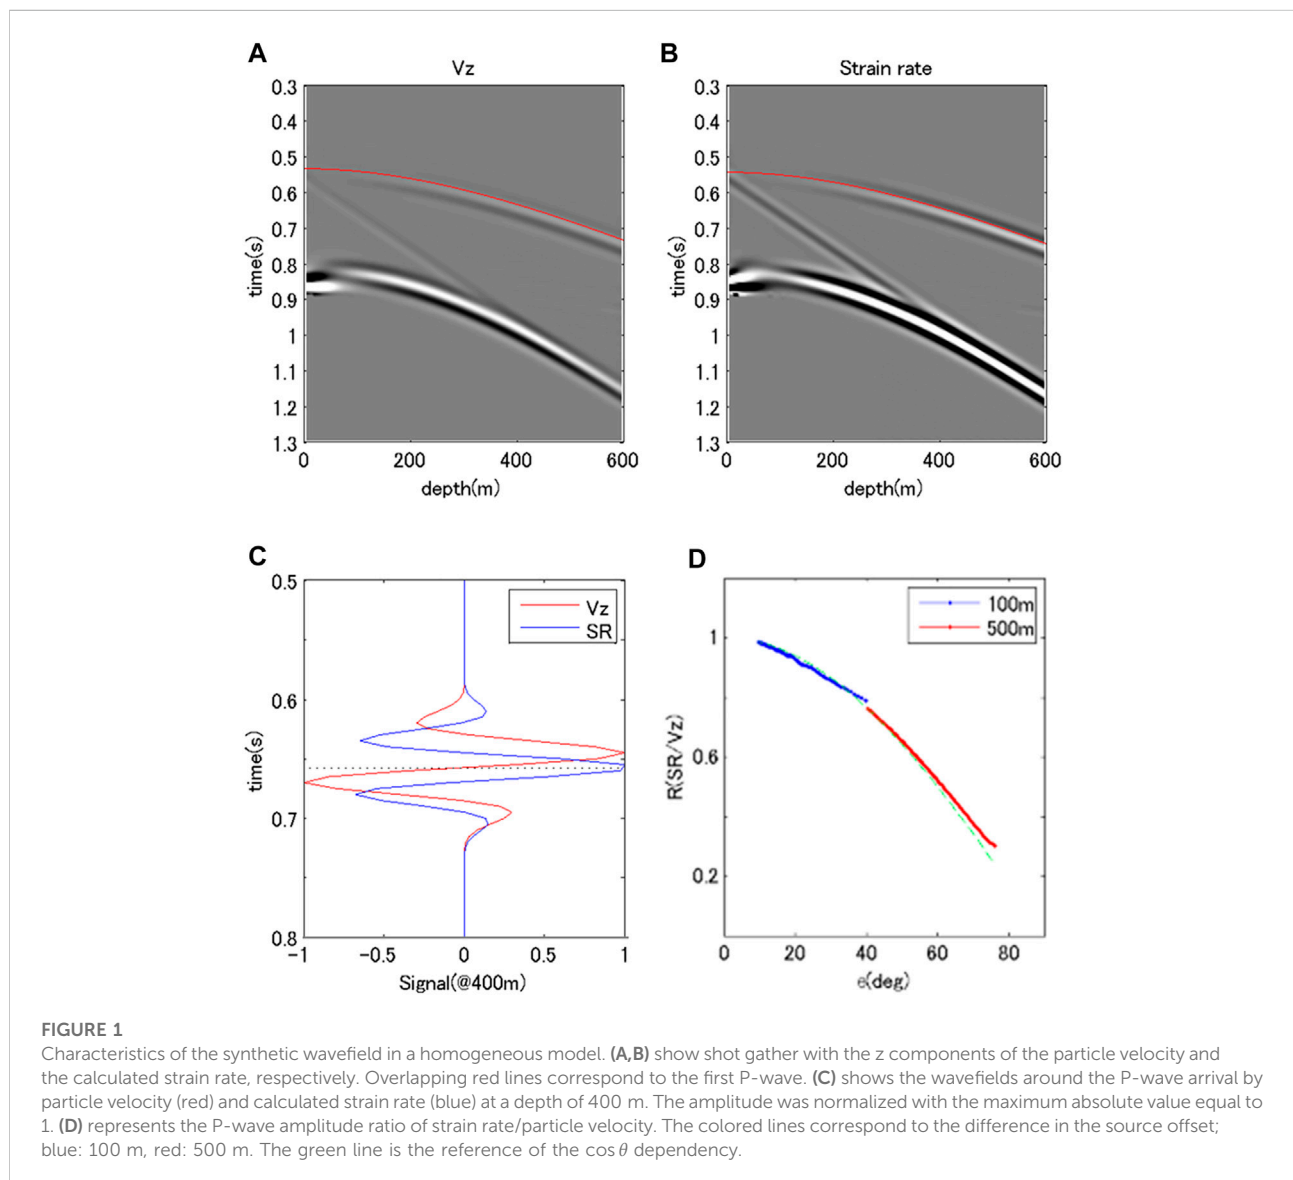 A
Vz
0.3
0.4
0.5
0.6
0.7
0.8
0.9
1
1.1
1.2
1.3
time(s)
0
200
400
600
depth(m)
B
Strain rate
0.3
0.4
0.5
0.6
0.7
0.8
0.9
1
1.1
1.2
1.3
time(s)
0
200
400
600
depth(m)
C
0.5
0.6
0.7
0.8
time(s)
Vz
SR
-1
-0.5
0
0.5
1
Signal(@400m)
D
100m
500m
1
0.6
0.2
R(SR/Vz)
0
20
40
60
80
θ(deg)
FIGURE 1
Characteristics of the synthetic wavefield in a homogeneous model. (A,B) show shot gather with the z components of the particle velocity and
the calculated strain rate, respectively. Overlapping red lines correspond to the first P-wave. (C) shows the wavefields around the P-wave arrival by
particle velocity (red) and calculated strain rate (blue) at a depth of 400 m. The amplitude was normalized with the maximum absolute value equal to
1. (D) represents the P-wave amplitude ratio of strain rate/particle velocity. The colored lines correspond to the difference in the source offset;
blue: 100 m, red: 500 m. The green line is the reference of the cos θ dependency.